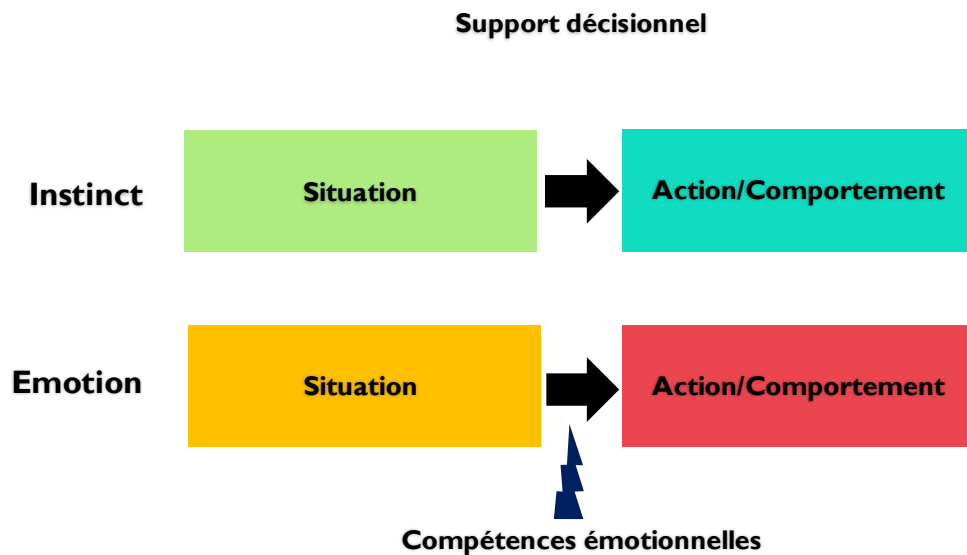 Support décisionnel
Instinct
Situation
Action/Comportement
Emotion
Situation
Action/Comportement
Compétences émotionnelles